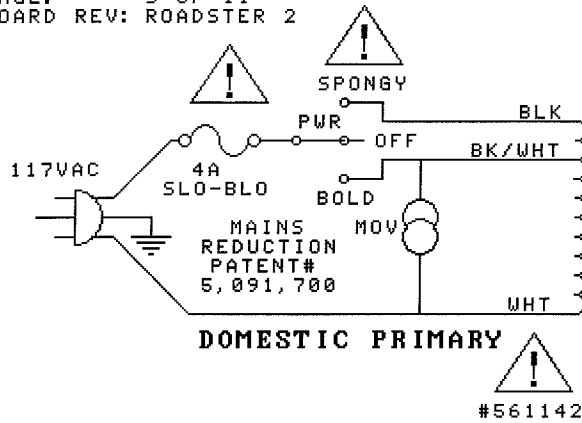 BOARD REV: ROADSTER 2
SPONGY
BLK
PWR
OFF
BK/WHT
117VAC
4A
SLO-BLO
BOLD
MOV
MAINS
REDUCTION
PATENT#
5,091,700
WHT
DOMESTIC PRIMARY
#561142